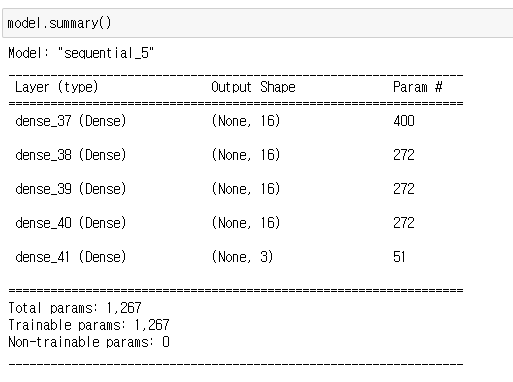 model.summary()
Model: "sequential_5"
_________________________________________________________________
Layer (type) Output Shape Param #
=================================================================
dense_37 (Dense) (None, 16) 400
dense_38 (Dense) (None, 16) 272
dense_39 (Dense) (None, 16) 272
dense_40 (Dense) (None, 16) 272
dense_41 (Dense) (None, 3) 51
=================================================================
Total params: 1,267
Trainable params: 1,267
Non-trainable params: 0
_________________________________________________________________